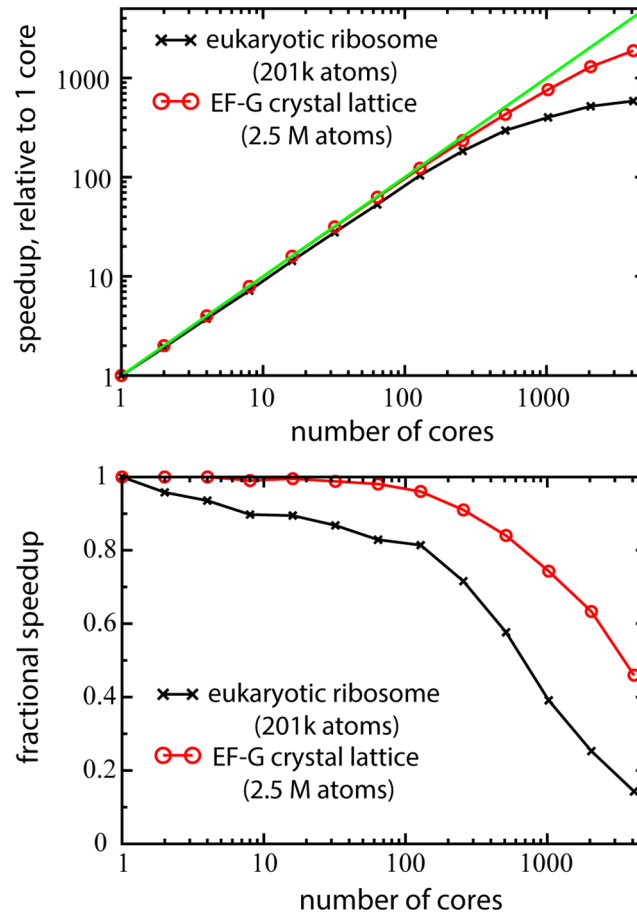 1000
100
10
1
speedup, relative to 1 core
eukaryotic ribosome
(201k atoms)
EF-G crystal lattice
(2.5 M atoms)
1 10 100 1000
number of cores
1
0.8
0.6
0.4
0.2
0
fractional speedup
eukaryotic ribosome
(201k atoms)
EF-G crystal lattice
(2.5 M atoms)
1 10 100 1000
number of cores